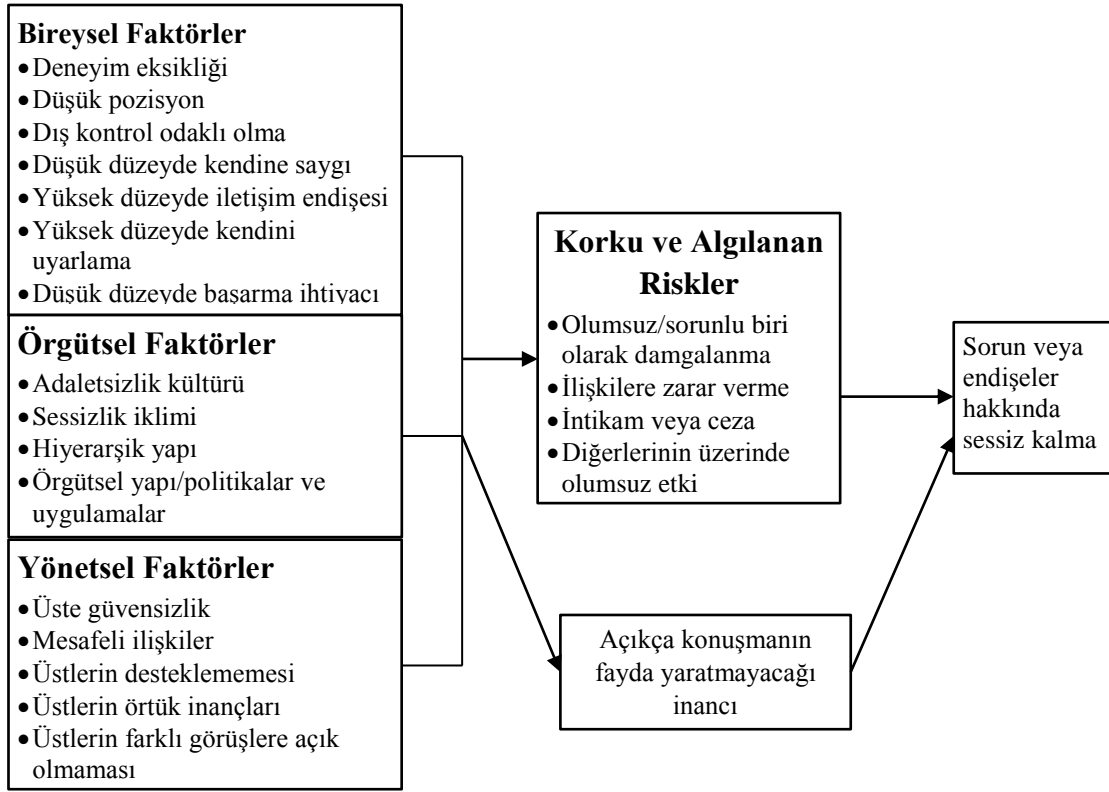 Bireysel Faktörler
•Deneyim eksikliği
•Düşük pozisyon
•Dış kontrol odaklı olma
•Düşük düzeyde kendine saygı
•Yüksek düzeyde iletişim endişesi
•Yüksek düzeyde kendini
uyarlama
•Düşük düzeyde başarma ihtiyacı
Örgütsel Faktörler
•Adaletsizlik kültürü
•Sessizlik iklimi
•Hiyerarşik yapı
•Örgütsel yapı/politikalar ve
uygulamalar
Yönetsel Faktörler
•Üste güvensizlik
•Mesafeli ilişkiler
•Üstlerin desteklememesi
•Üstlerin örtük inançları
•Üstlerin farklı görüşlere açık
olmaması
Korku ve Algılanan
Riskler
•Olumsuz/sorunlu biri
olarak damgalanma
•İlişkilere zarar verme
•İntikam veya ceza
•Diğerlerinin üzerinde
olumsuz etki
Açıkça konuşmanın
fayda yaratmayacağı
inancı
Sorun veya
endişeler
hakkında
sessiz kalma